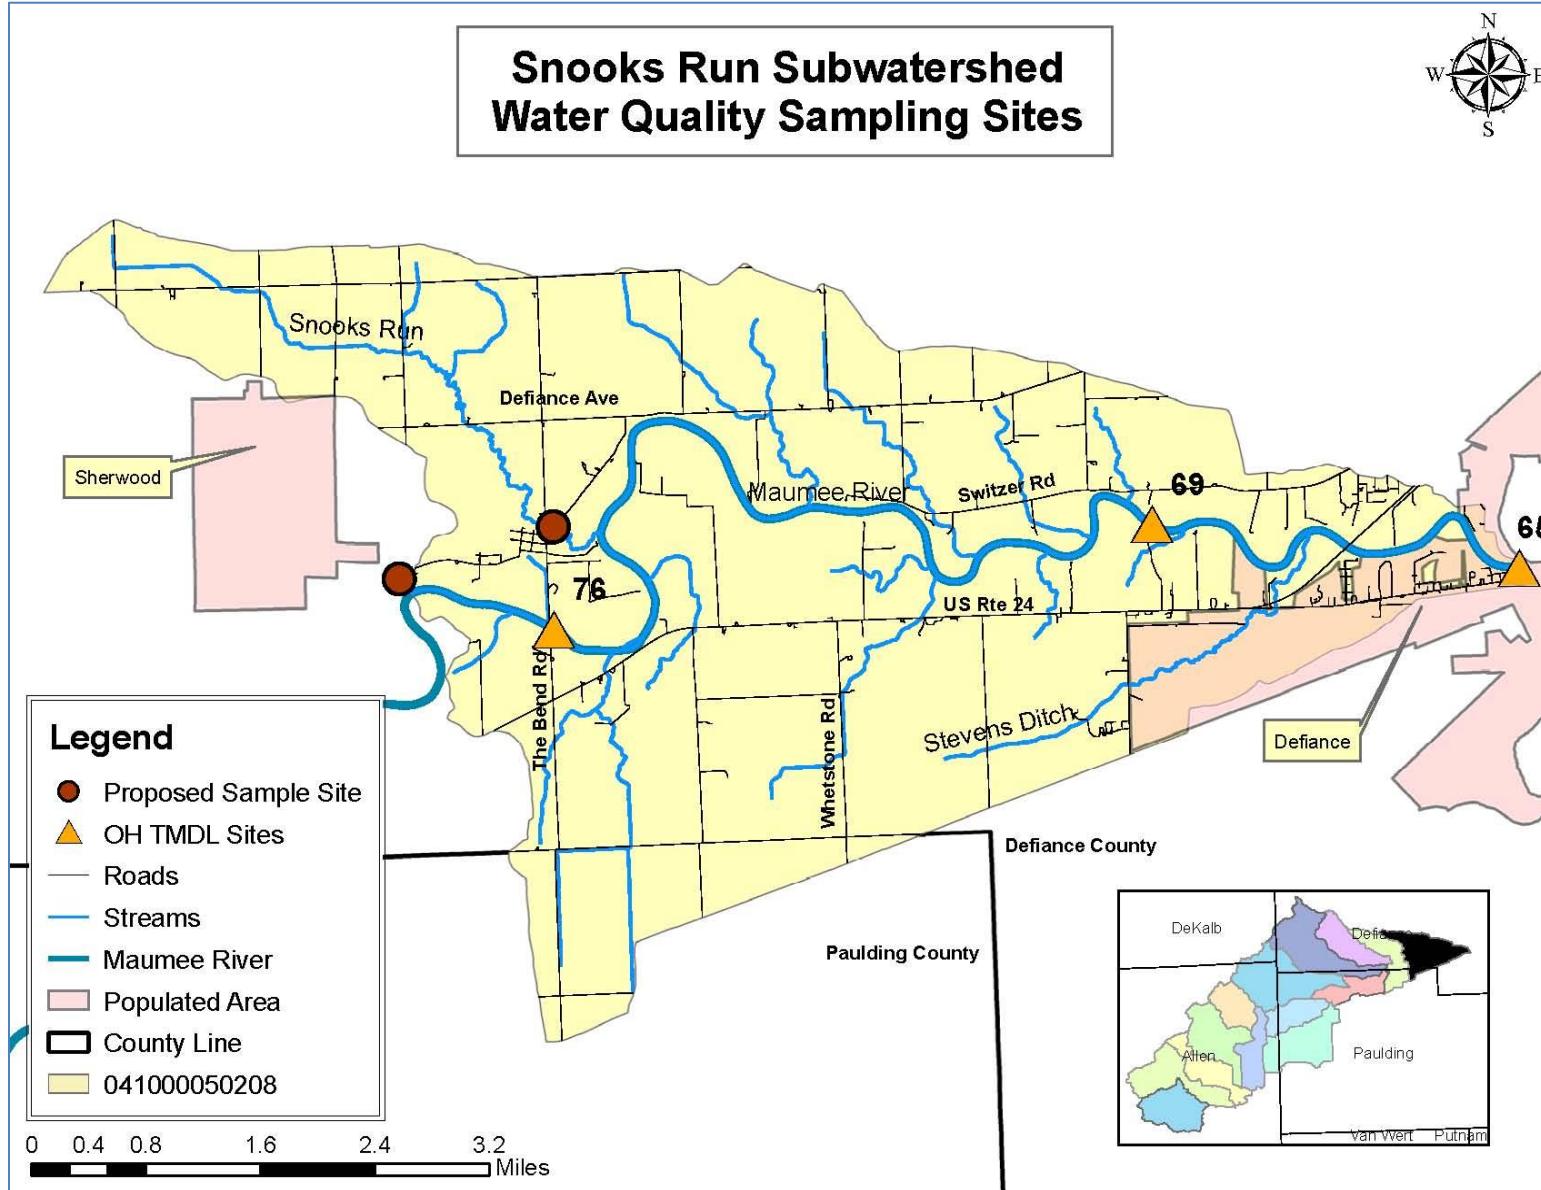 Snooks Run Subwatershed
Water Quality Sampling Sites
N
W E
S
Snooks Run
Defiance Ave
Sherwood
Maumee River
Switzer Rd
69
65
76
US Rte 24
The Bend Rd
Whetstone Rd
Stevens Ditch
Defiance
Legend
Proposed Sample Site
OH TMDL Sites
Roads
Streams
Maumee River
Populated Area
County Line
041000050208
Defiance County
Paulding County
DeKalb
Defiance
Allen
Paulding
Van Wert Putnam
0 0.4 0.8 1.6 2.4 3.2
Miles